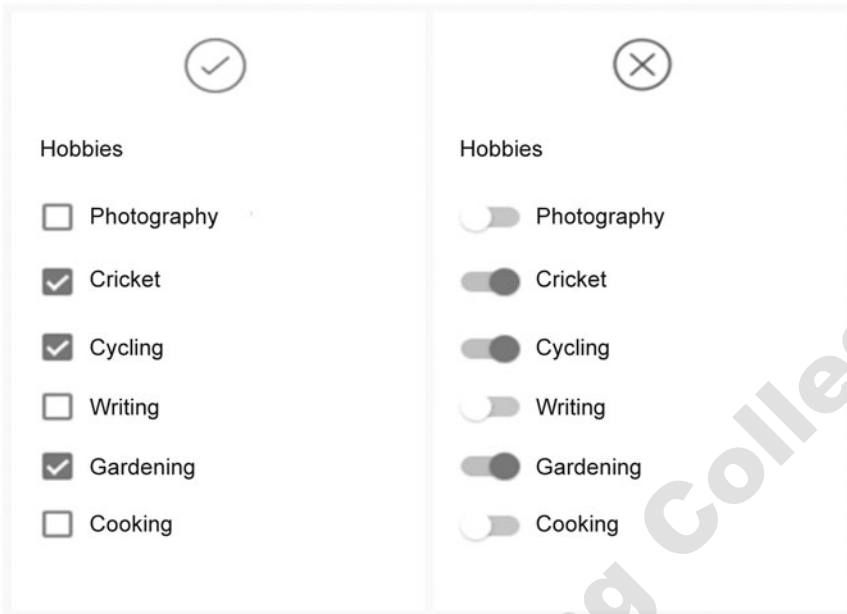 Hobbies
Photography
Cricket
Cycling
Writing
Gardening
Cooking
Hobbies
Photography
Cricket
Cycling
Writing
Gardening
Cooking